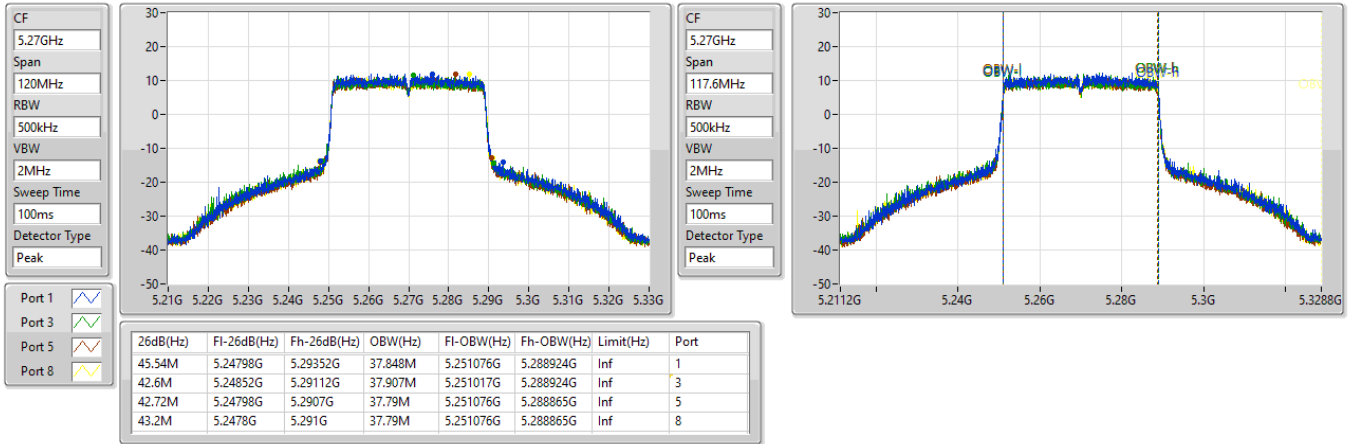 CF
5.27GHz
Span
120MHz
RBW
500kHz
VBW
2MHz
Sweep Time
100ms
Detector Type
Peak
30
20
10
0
-10
-20
-30
-40
-50
5.21G 5.22G 5.23G 5.24G 5.25G 5.26G 5.27G 5.28G 5.29G 5.3G 5.31G 5.32G 5.33G
CF
5.27GHz
Span
117.6MHz
RBW
500kHz
VBW
2MHz
Sweep Time
100ms
Detector Type
Peak
30
20
10
0
-10
-20
-30
-40
-50
OBW-l OBW-h
5.2112G 5.24G 5.26G 5.28G 5.3G 5.3288G
Port 1
Port 3
Port 5
Port 8
26dB(Hz) Fl-26dB(Hz) Fh-26dB(Hz) OBW(Hz) Fl-OBW(Hz) Fh-OBW(Hz) Limit(Hz) Port
45.54M 5.24798G 5.29352G 37.848M 5.251076G 5.288924G Inf 1
42.6M 5.24852G 5.29112G 37.907M 5.251017G 5.288924G Inf 3
42.72M 5.24798G 5.2907G 37.79M 5.251076G 5.288865G Inf 5
43.2M 5.2478G 5.291G 37.79M 5.251076G 5.288865G Inf 8